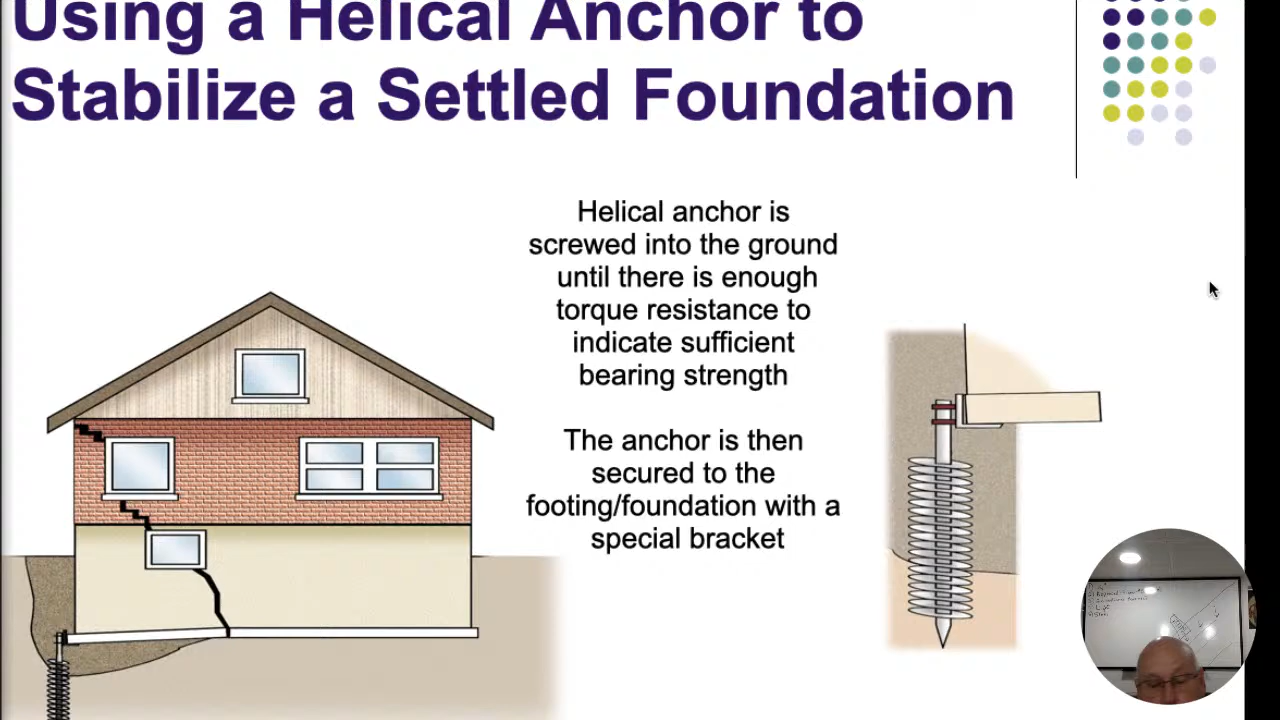 Using a Helical Anchor to
Stabilize a Settled Foundation
Helical anchor is
screwed into the ground
until there is enough
torque resistance to
indicate sufficient
bearing strength
The anchor is then
secured to the
footing/foundation with a
special bracket